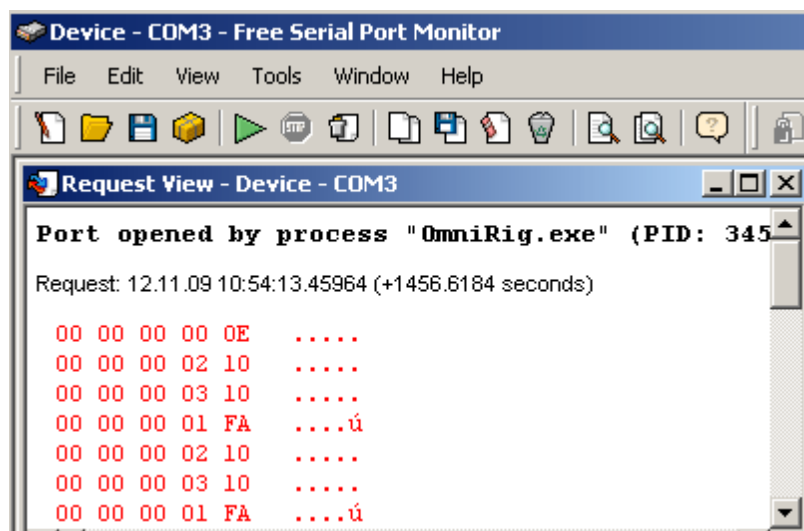 Device - COM3 - Free Serial Port Monitor
File Edit View Tools Window Help
STOP
Request View - Device - COM3
Port opened by process "OmniRig.exe" (PID: 345
Request: 12.11.09 10:54:13.45964 (+1456.6184 seconds)
00 00 00 00 0E .....
00 00 00 02 10 .....
00 00 00 03 10 .....
00 00 00 01 FA ....ú
00 00 00 02 10 .....
00 00 00 03 10 .....
00 00 00 01 FA ....ú